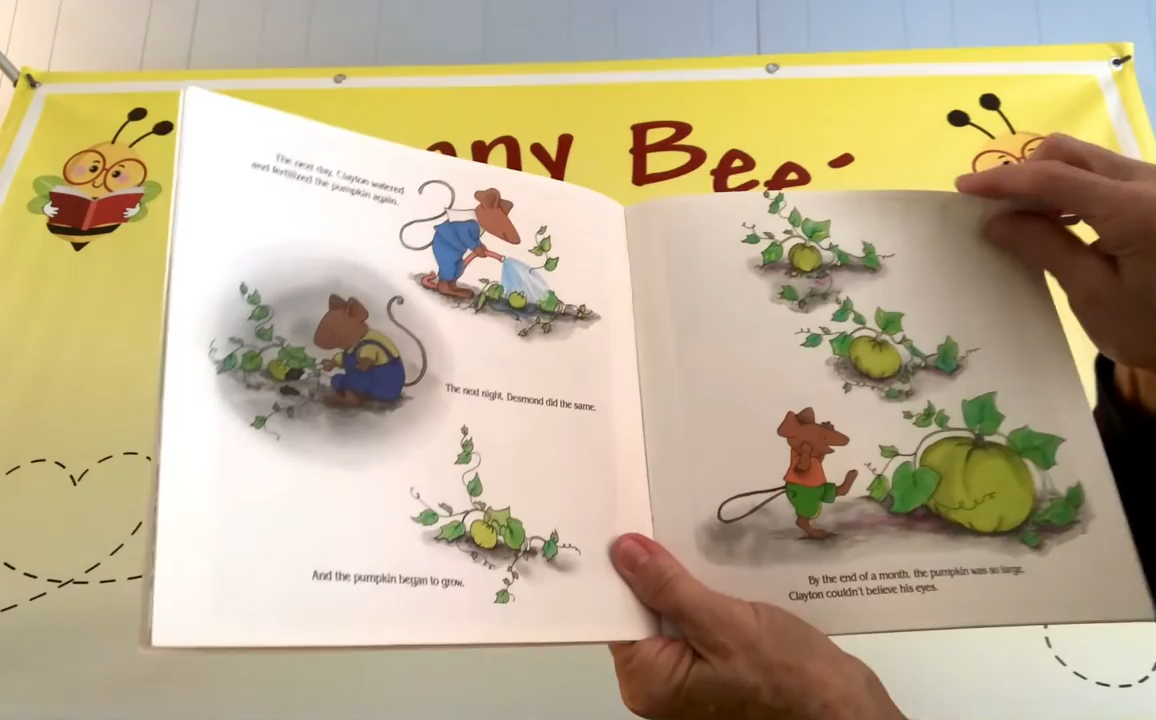 ny Bee
The next day, Clayton watered
and fertilized the pumpkin again.
The next night, Desmond did the same.
And the pumpkin began to grow.
By the end of a month, the pumpkin was so large,
Clayton couldn't believe his eyes.